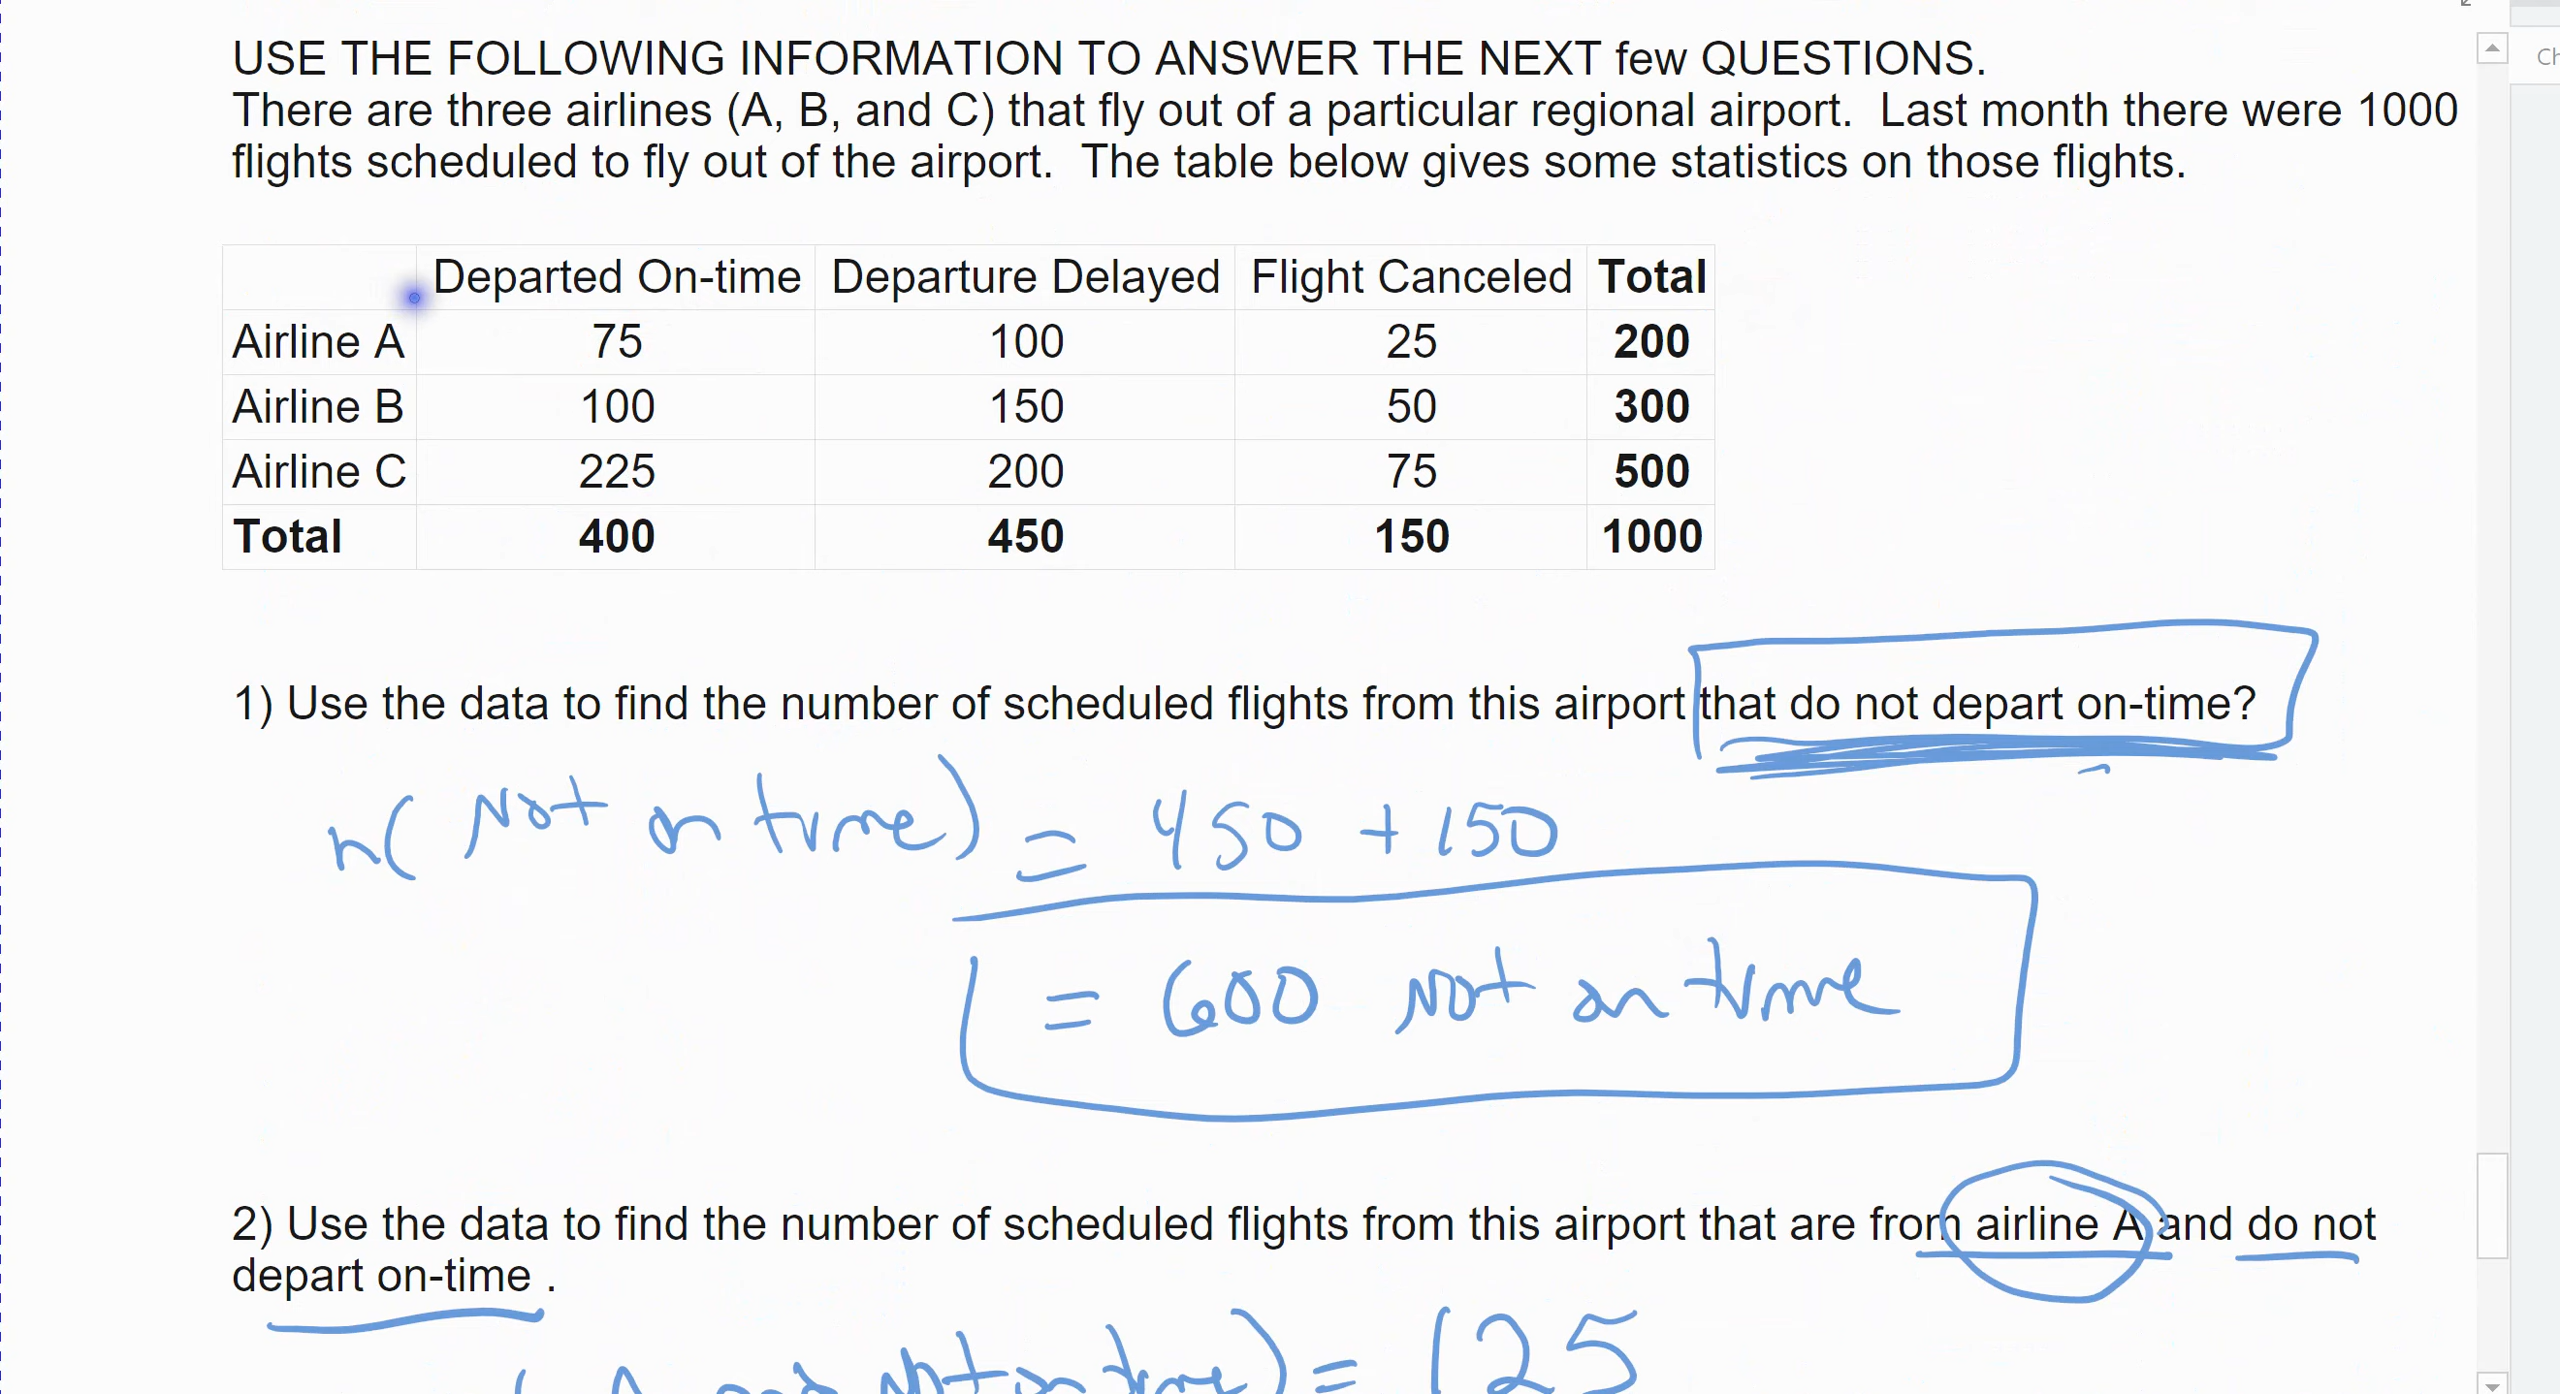 USE THE FOLLOWING INFORMATION TO ANSWER THE NEXT few QUESTIONS.
There are three airlines (A, B, and C) that fly out of a particular regional airport. Last month there were 1000
flights scheduled to fly out of the airport. The table below gives some statistics on those flights.
Departed On-time Departure Delayed Flight Canceled Total
Airline A 75 100 25 200
Airline B 100 150 50 300
Airline C 225 200 75 500
Total 400 450 150 1000
1) Use the data to find the number of scheduled flights from this airport that do not depart on-time?
n( Not on time) = 450 + 150
= 600 Not on time
2) Use the data to find the number of scheduled flights from this airport that are from airline A and do not
depart on-time .
Not on time) = 125